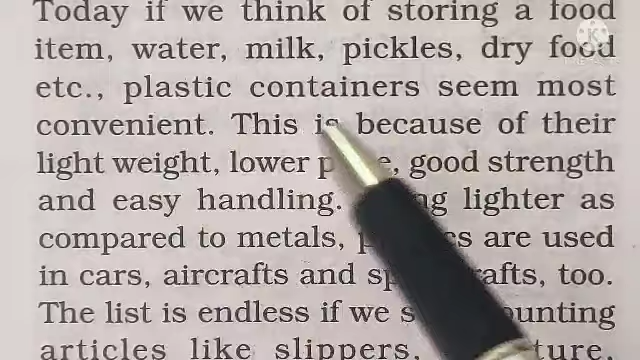 Today if we think of storing a food
item, water, milk, pickles, dry food
etc., plastic containers seem most
convenient. This is because of their
light weight, lower good strength
and easy handling. lighter as
compared to metals, are used
in cars, aircrafts and too.
The list is endless if we
articles like slippers,